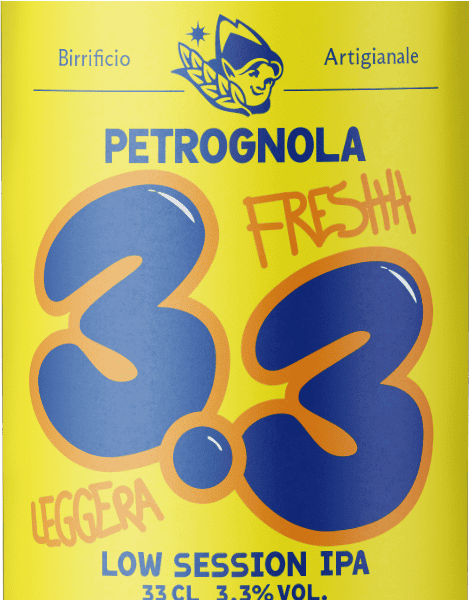 Birrificio Artigianale
PETROGNOLA
FRESHH
3.3
LEGGERA
LOW SESSION IPA
33 CL 3.3% VOL.